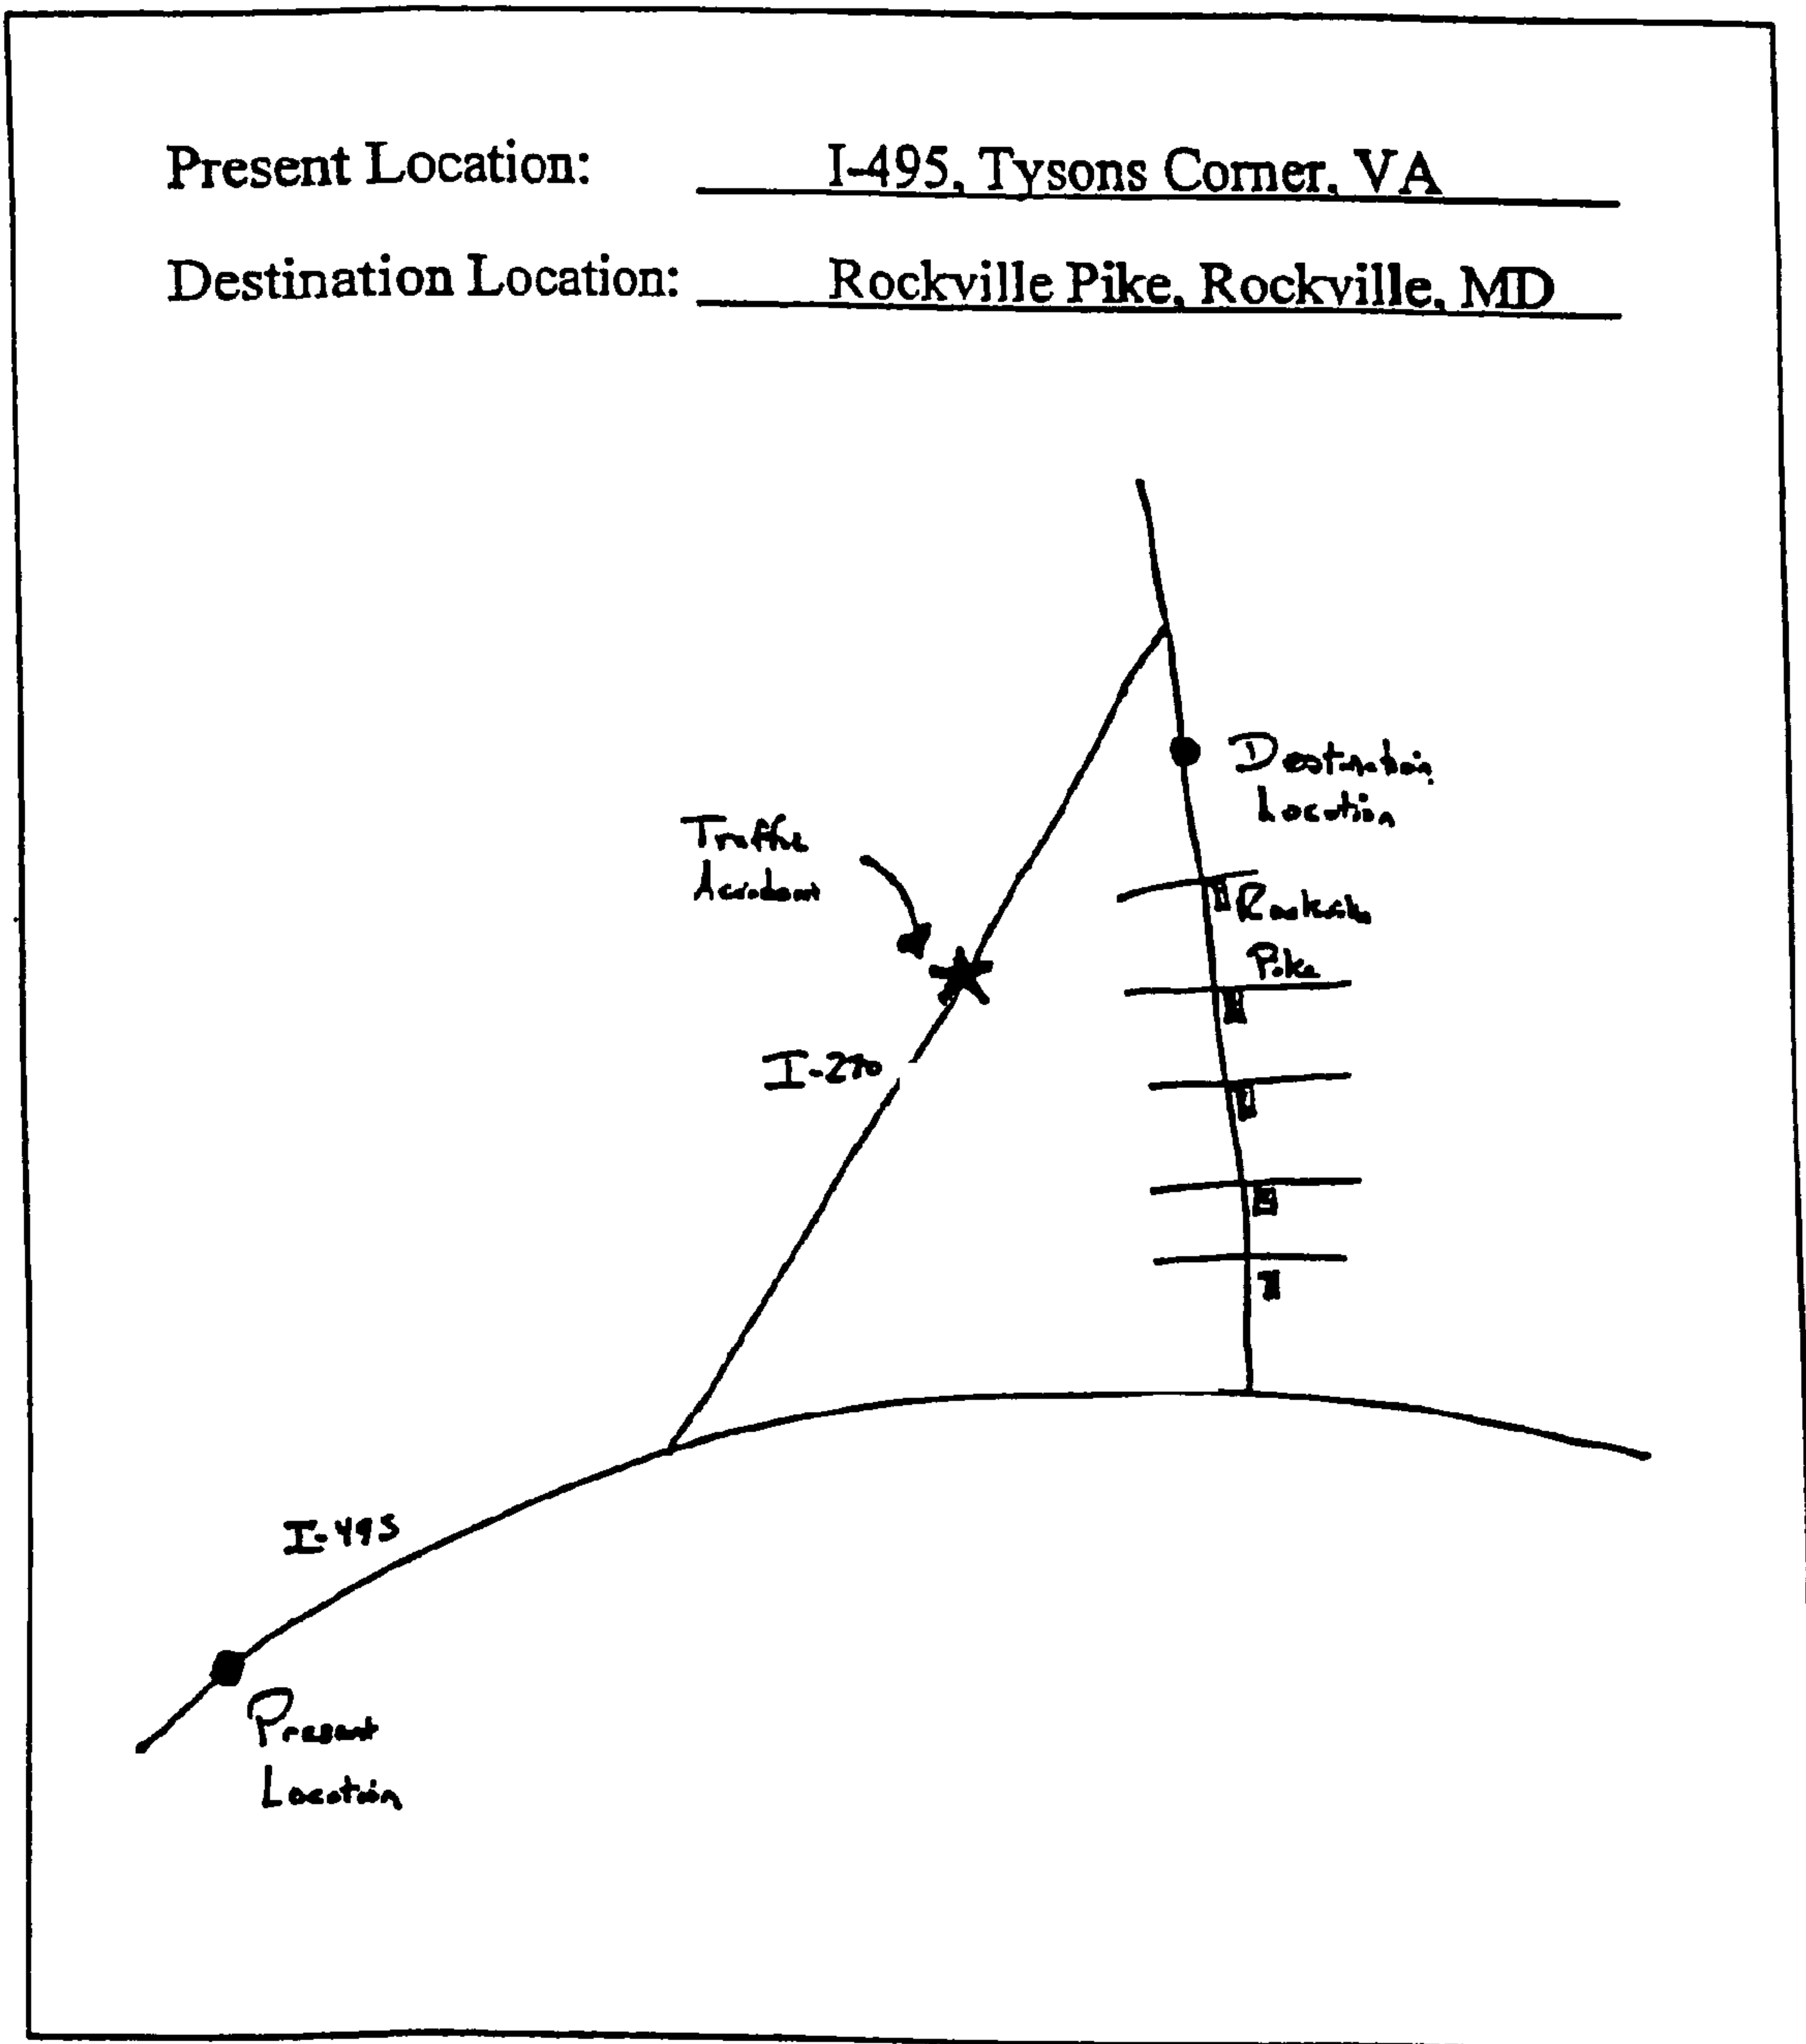 Present Location: I-495, Tysons Corner, VA
Destination Location: Rockville Pike, Rockville, MD
Destination
Location
Traffic
Accident
Rockville
Pike
I-270
I-495
Present
Location